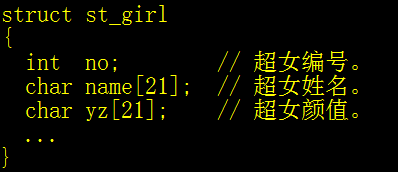 struct st_girl
{
  int  no;        // 超女编号。
  char name[21];  // 超女姓名。
  char yz[21];    // 超女颜值。
  ...
}